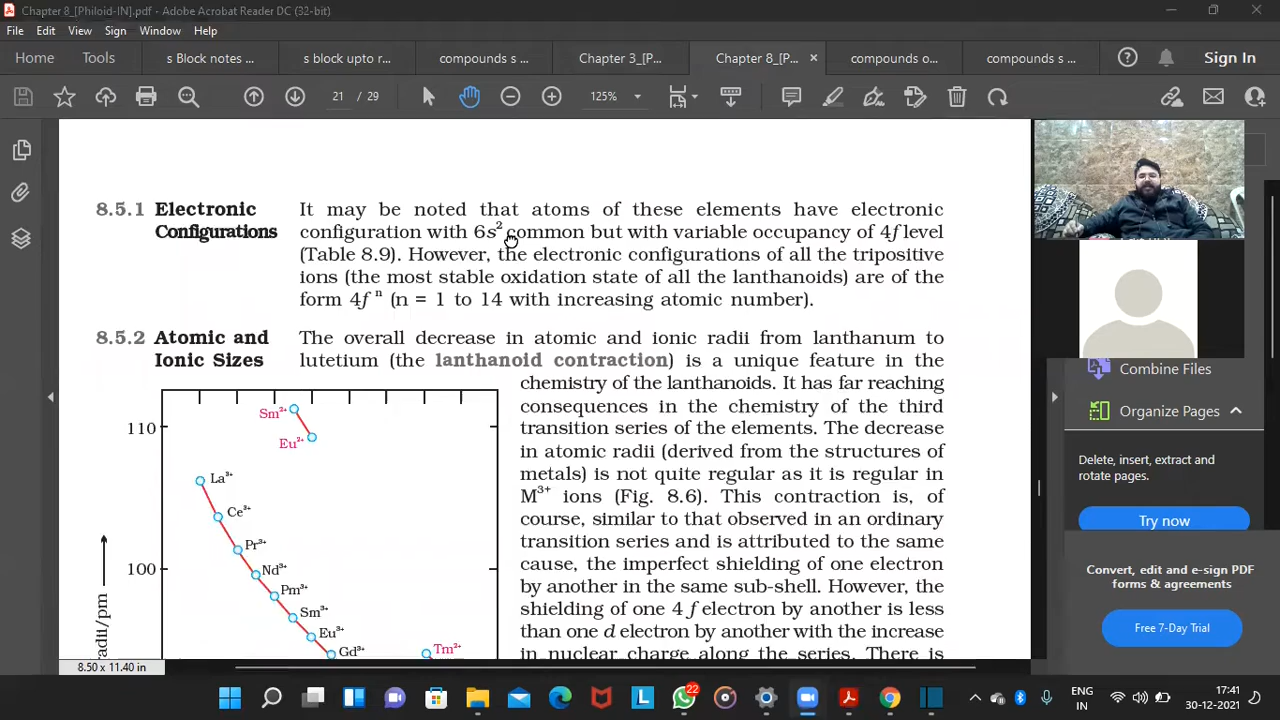 Chapter 8_[Philoid-IN].pdf - Adobe Acrobat Reader DC (32-bit)
File Edit View Sign Window Help
Home Tools s Block notes ... s block upto r... compounds s ... Chapter 3_[P... Chapter 8_[P... compounds o... compounds s ... Sign In
21 / 29 125%
8.5.1 Electronic Configurations
It may be noted that atoms of these elements have electronic
configuration with 6s² common but with variable occupancy of 4f level
(Table 8.9). However, the electronic configurations of all the tripositive
ions (the most stable oxidation state of all the lanthanoids) are of the
form 4f ⁿ (n = 1 to 14 with increasing atomic number).
8.5.2 Atomic and Ionic Sizes
The overall decrease in atomic and ionic radii from lanthanum to
lutetium (the lanthanoid contraction) is a unique feature in the
chemistry of the lanthanoids. It has far reaching
consequences in the chemistry of the third
transition series of the elements. The decrease
in atomic radii (derived from the structures of
metals) is not quite regular as it is regular in
M³⁺ ions (Fig. 8.6). This contraction is, of
course, similar to that observed in an ordinary
transition series and is attributed to the same
cause, the imperfect shielding of one electron
by another in the same sub-shell. However, the
shielding of one 4 f electron by another is less
than one d electron by another with the increase
in nuclear charge along the series. There is
110
100
Sm²⁺
Eu²⁺
La³⁺
Ce³⁺
Pr³⁺
Nd³⁺
Pm³⁺
Sm³⁺
Eu³⁺
Gd³⁺
Tm²⁺
radii/pm
8.50 x 11.40 in
Combine Files
Organize Pages
Delete, insert, extract and
rotate pages.
Try now
Convert, edit and e-sign PDF
forms & agreements
Free 7-Day Trial
22
ENG
IN
17:41
30-12-2021